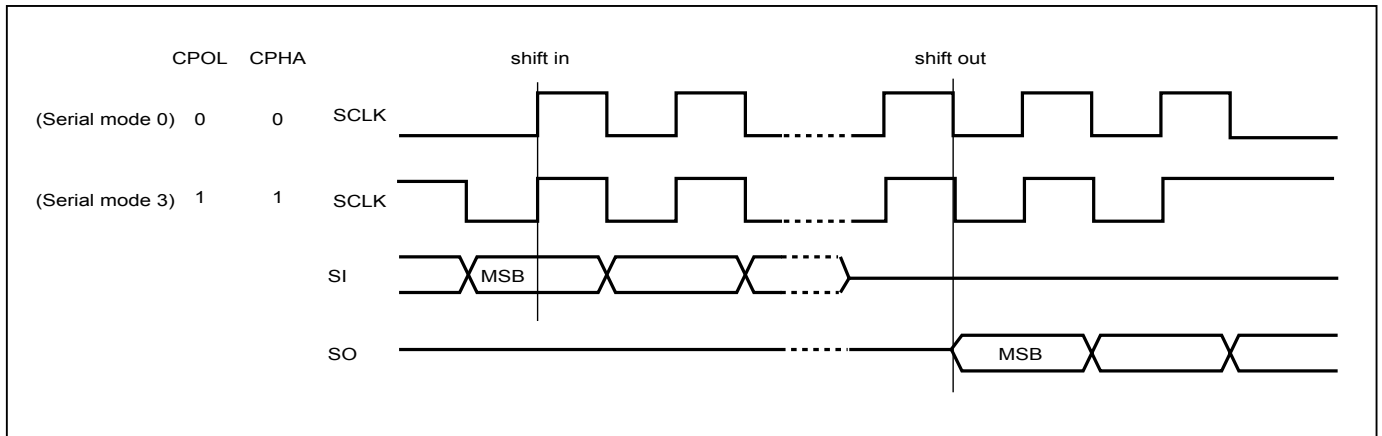 CPOL CPHA shift in shift out
(Serial mode 0) 0 0 SCLK
(Serial mode 3) 1 1 SCLK
SI MSB
SO MSB